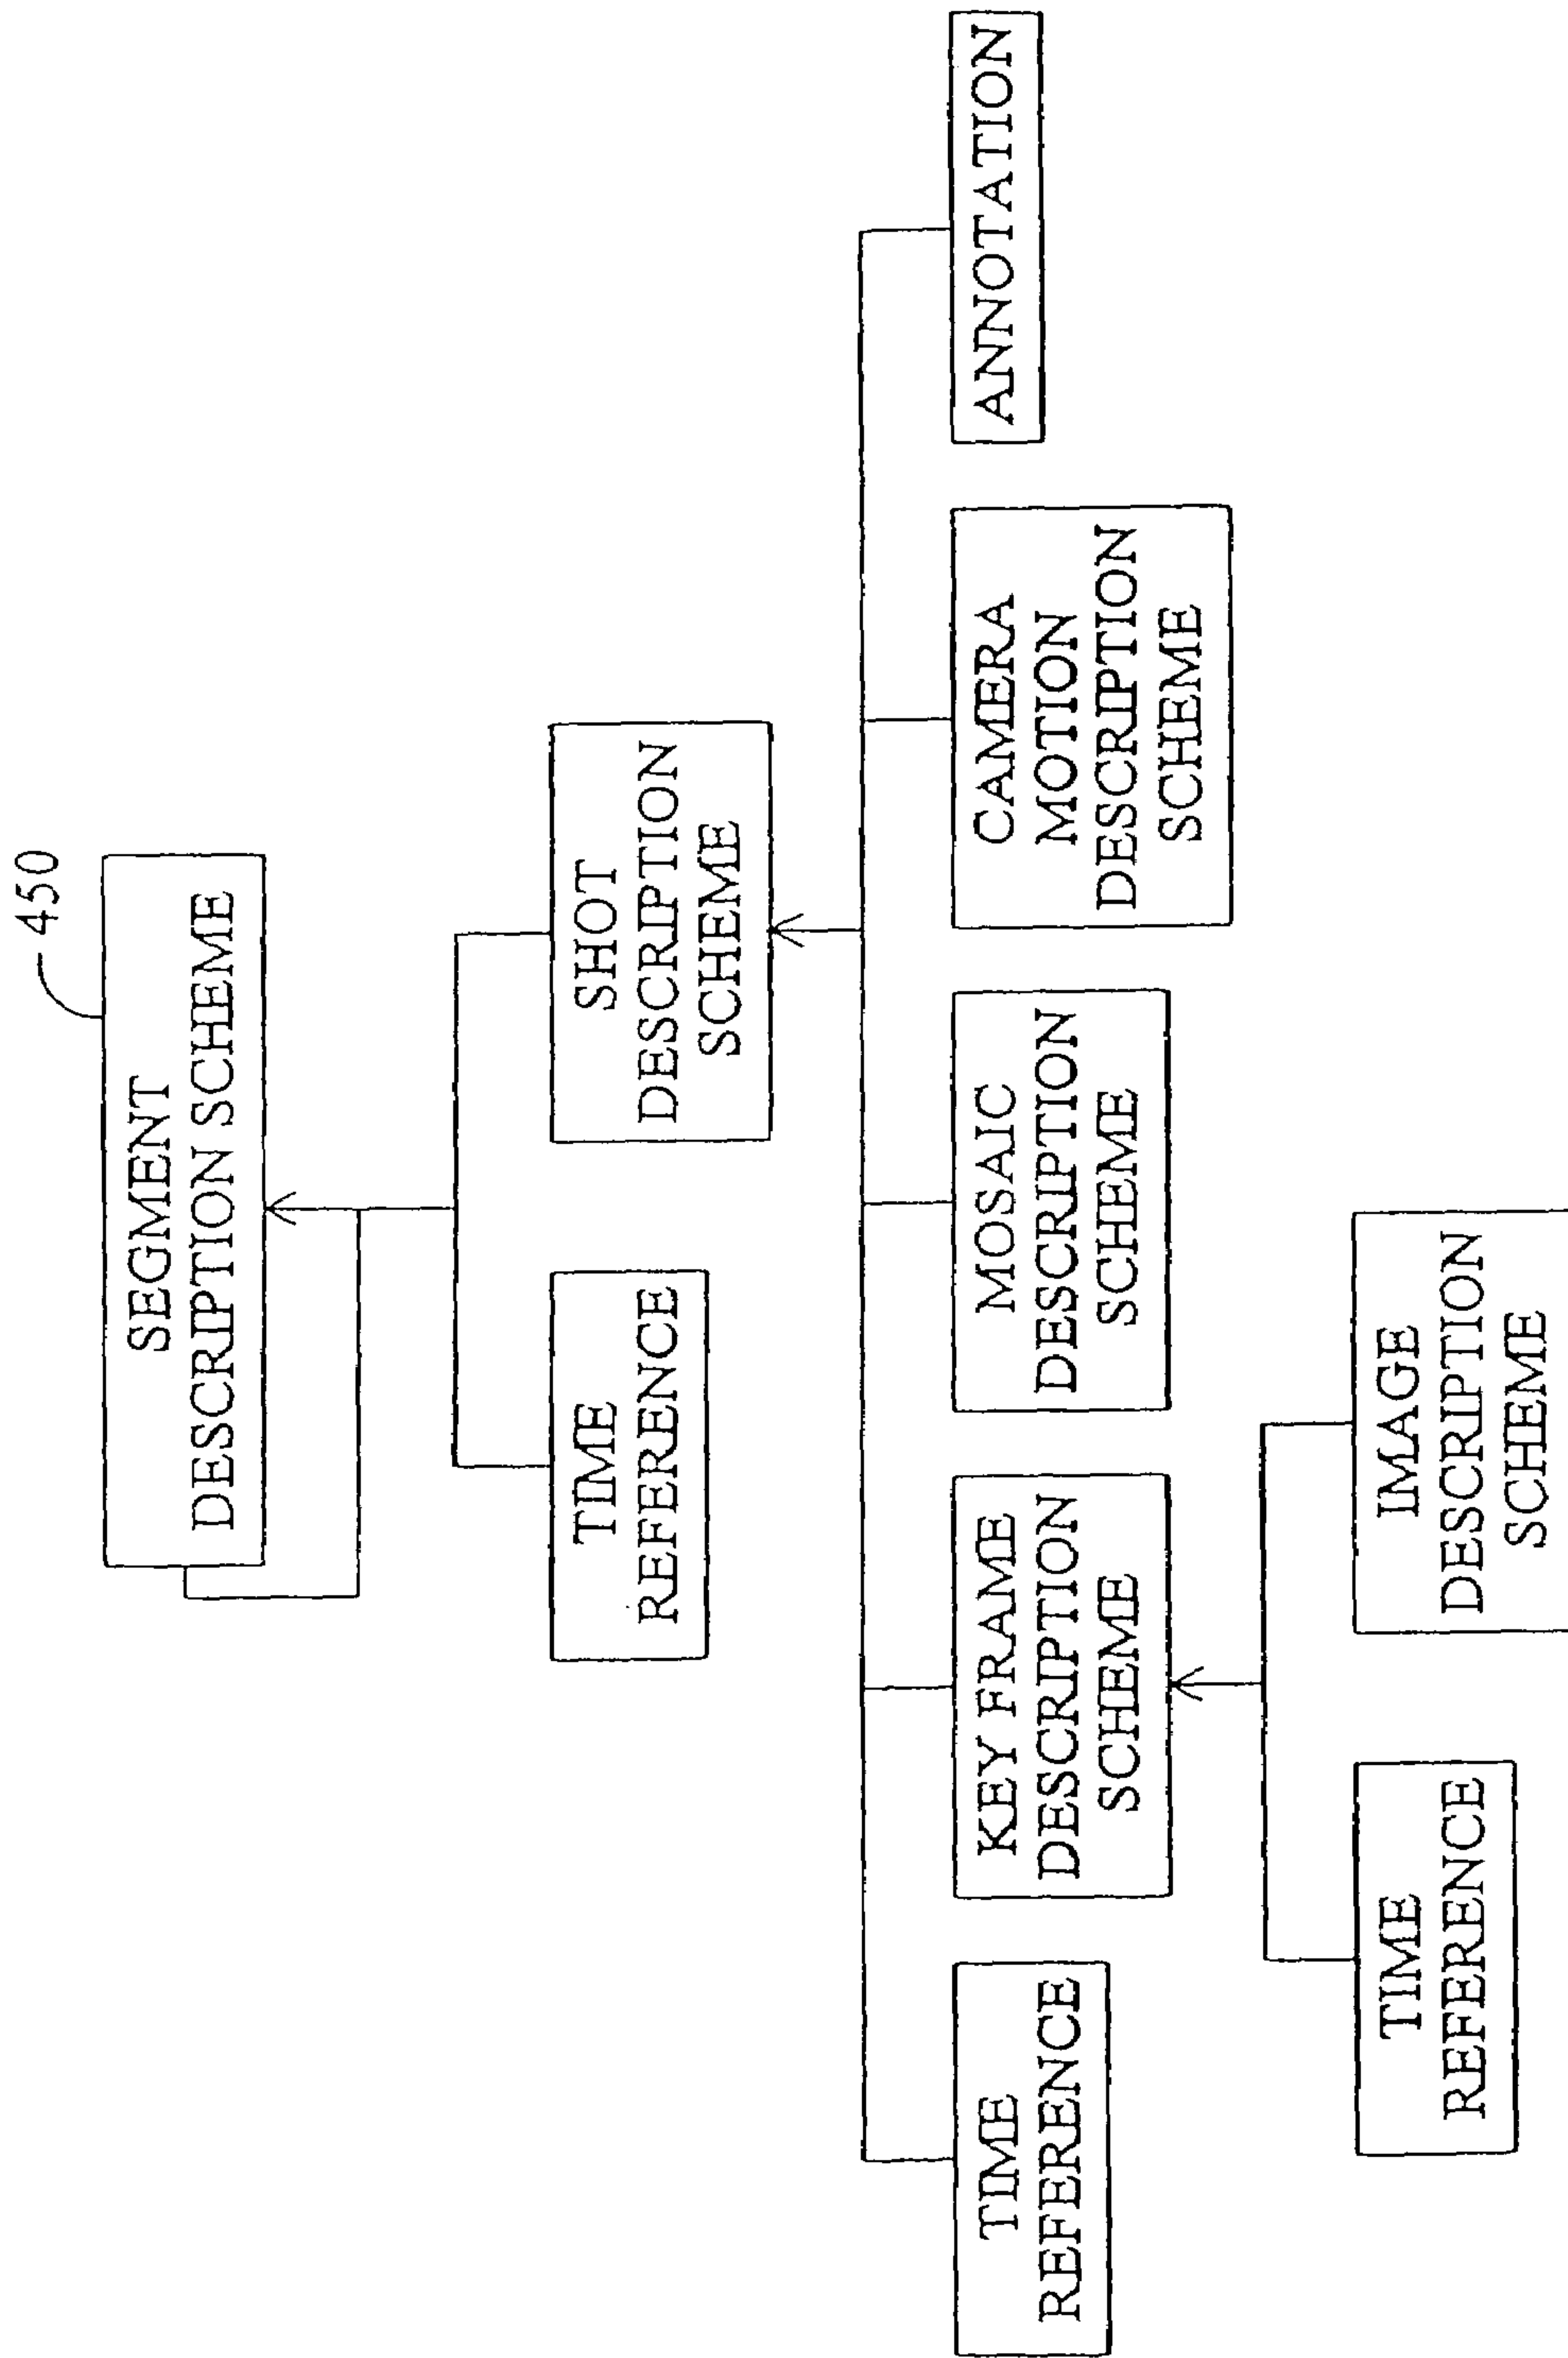 450
SEGMENT
DESCRIPTION SCHEME
TIME
REFERENCE
SHOT
DESCRIPTION
SCHEME
TIME
REFERENCE
KEY FRAME
DESCRIPTION
SCHEME
MOSAIC
DESCRIPTION
SCHEME
CAMERA
MOTION
DESCRIPTION
SCHEME
ANNOTATION
TIME
REFERENCE
IMAGE
DESCRIPTION
SCHEME